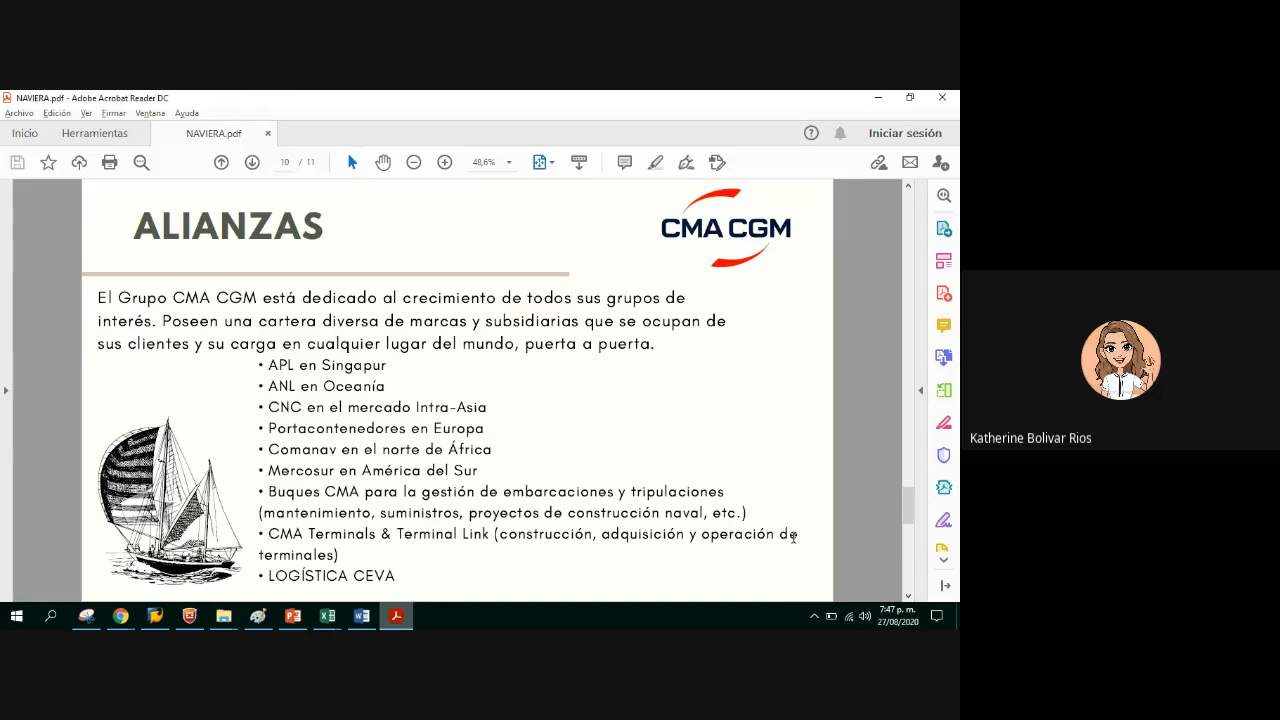 NAVIERA.pdf - Adobe Acrobat Reader DC
Archivo Edición Ver Firmar Ventana Ayuda
Inicio Herramientas NAVIERA.pdf × Iniciar sesión
10 / 11 48,6%
ALIANZAS
CMA CGM
El Grupo CMA CGM está dedicado al crecimiento de todos sus grupos de
interés. Poseen una cartera diversa de marcas y subsidiarias que se ocupan de
sus clientes y su carga en cualquier lugar del mundo, puerta a puerta.
• APL en Singapur
• ANL en Oceanía
• CNC en el mercado Intra-Asia
• Portacontenedores en Europa
• Comanav en el norte de África
• Mercosur en América del Sur
• Buques CMA para la gestión de embarcaciones y tripulaciones
(mantenimiento, suministros, proyectos de construcción naval, etc.)
• CMA Terminals & Terminal Link (construcción, adquisición y operación de
terminales)
• LOGÍSTICA CEVA
Katherine Bolivar Rios
7:47 p. m.
27/08/2020